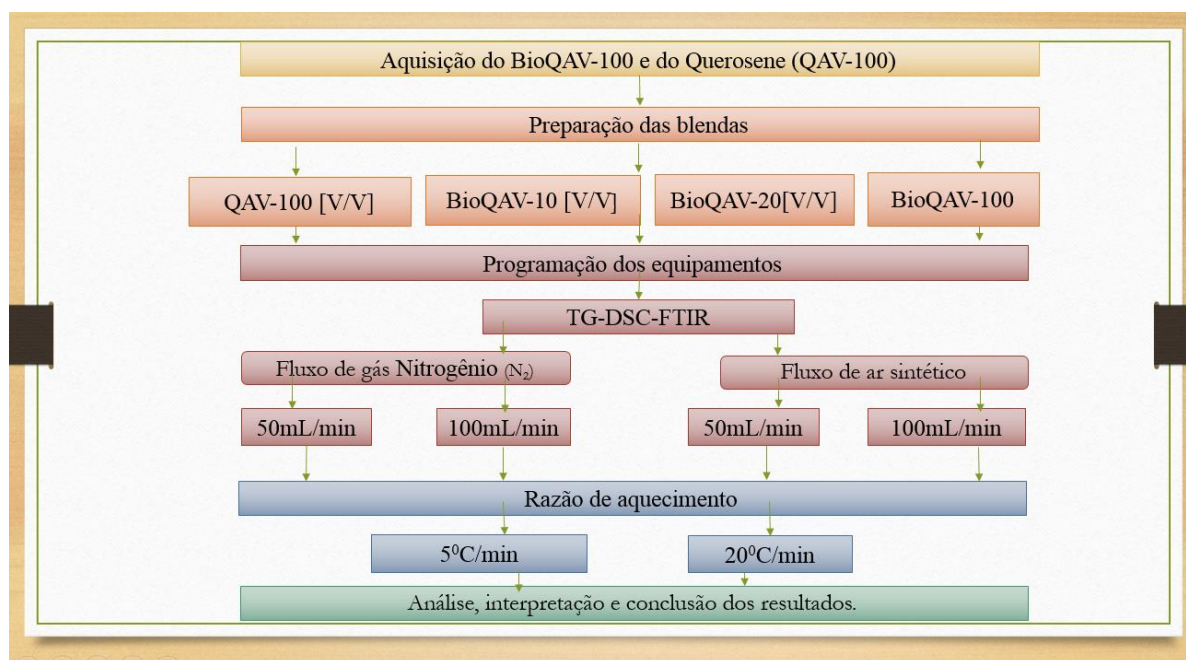 Aquisição do BioQAV-100 e do Querosene (QAV-100)
Preparação das blendas
QAV-100 [V/V]
BioQAV-10 [V/V]
BioQAV-20[V/V]
BioQAV-100
Programação dos equipamentos
TG-DSC-FTIR
Fluxo de gás Nitrogênio (N₂)
Fluxo de ar sintético
50mL/min
100mL/min
50mL/min
100mL/min
Razão de aquecimento
5⁰C/min
20⁰C/min
Análise, interpretação e conclusão dos resultados.